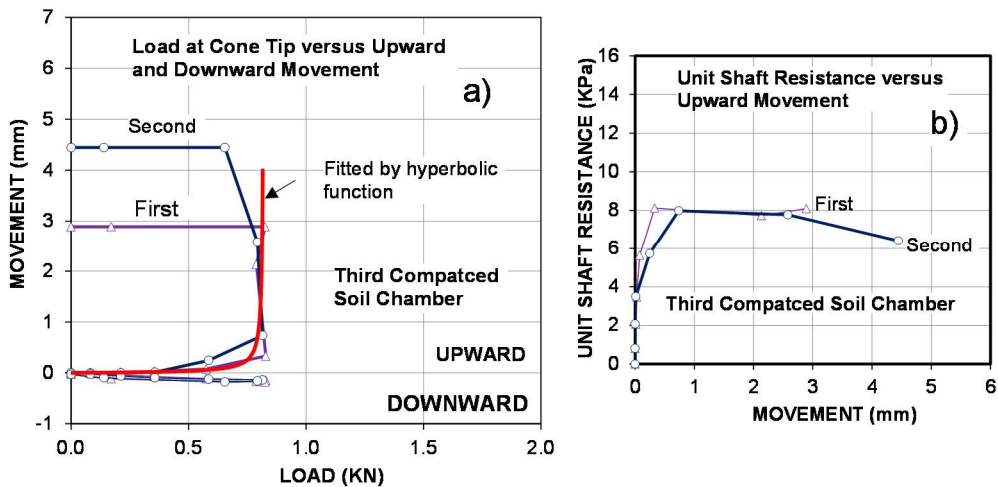 Load at Cone Tip versus Upward
and Downward Movement
a)
Second
Fitted by hyperbolic
function
First
Third Compatced
Soil Chamber
UPWARD
DOWNWARD
7
6
5
4
3
2
1
0
-1
0.0
0.5
1.0
1.5
2.0
MOVEMENT (mm)
LOAD (KN)
Unit Shaft Resistance versus
Upward Movement
b)
First
Second
Third Compatced Soil Chamber
16
14
12
10
8
6
4
2
0
0
1
2
3
4
5
6
UNIT SHAFT RESISTANCE (KPa)
MOVEMENT (mm)